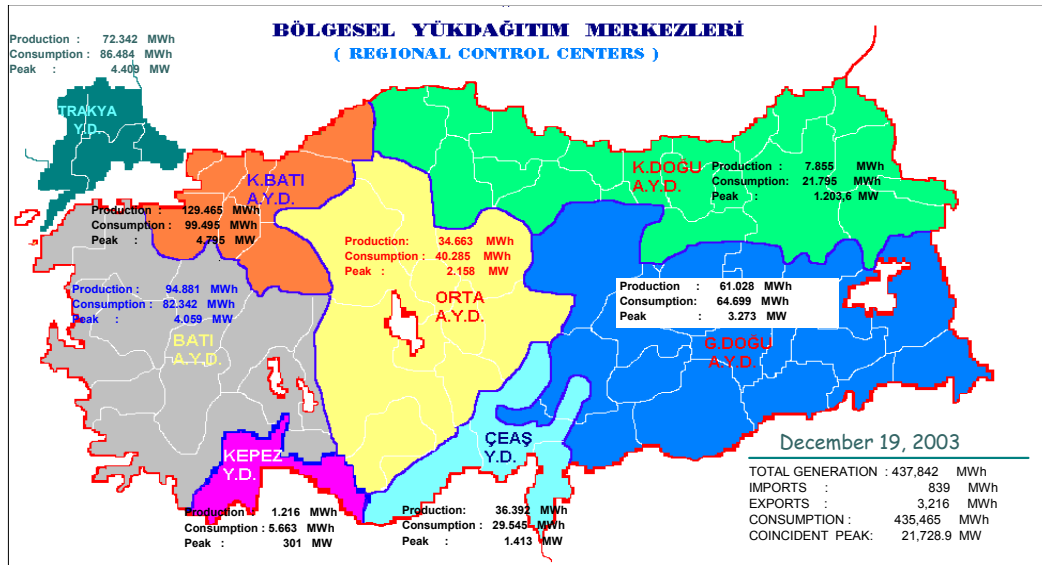 BÖLGESEL YÜKDAĞITIM MERKEZLERİ
( REGIONAL CONTROL CENTERS )
Production : 72.342 MWh
Consumption : 86.484 MWh
Peak : 4.409 MW
TRAKYA
Y.D.
K.BATI
A.Y.D.
Production : 129.465 MWh
Consumption : 99.495 MWh
Peak : 4.795 MW
K.DOĞU
A.Y.D.
Production : 7.855 MWh
Consumption: 21.795 MWh
Peak : 1.203,6 MW
Production: 34.663 MWh
Consumption : 40.285 MWh
Peak : 2.158 MW
ORTA
A.Y.D.
Production : 94.881 MWh
Consumption : 82.342 MWh
Peak : 4.059 MW
BATI
A.Y.D.
Production : 61.028 MWh
Consumption: 64.699 MWh
Peak : 3.273 MW
G.DOĞU
A.Y.D.
KEPEZ
Y.D.
ÇEAŞ
Y.D.
Production : 1.216 MWh
Consumption : 5.663 MWh
Peak : 301 MW
Production: 36.392 MWh
Consumption : 29.545 MWh
Peak : 1.413 MW
December 19, 2003
TOTAL GENERATION : 437,842 MWh
IMPORTS : 839 MWh
EXPORTS : 3,216 MWh
CONSUMPTION : 435,465 MWh
COINCIDENT PEAK: 21,728.9 MW